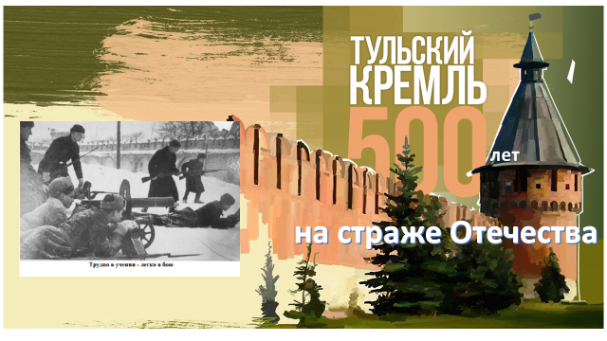 ТУЛЬСКИЙ
КРЕМЛЬ
500
лет
на страже Отечества
Трудно в учении - легко в бою